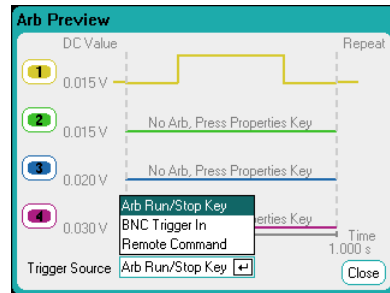 Arb Preview
DC Value Repeat
1 0.015 V
2 0.015 V No Arb, Press Properties Key
3 0.020 V No Arb, Press Properties Key
4 0.030 V perties Key
Arb Run/Stop Key
BNC Trigger In
Remote Command
Time
1.000 s
Trigger Source Arb Run/Stop Key Close